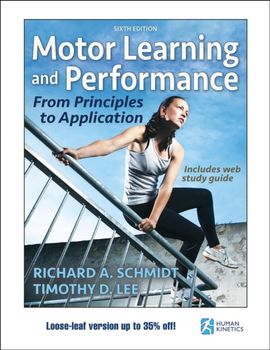 SIXTH EDITION
Motor Learning
and Performance
From Principles
to Application
Includes web
study guide
RICHARD A. SCHMIDT
TIMOTHY D. LEE
Loose-leaf version up to 35% off!
HUMAN
KINETICS